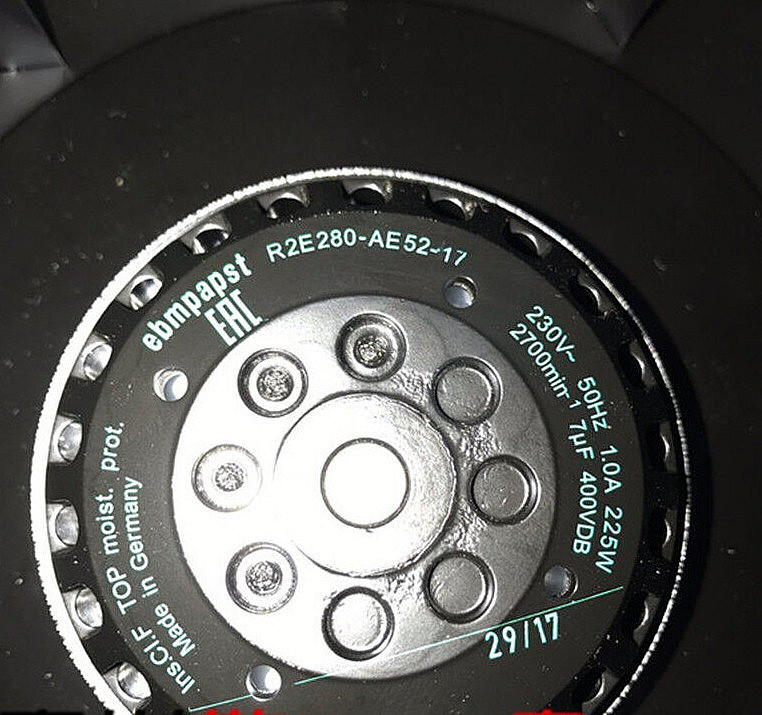 R2E280-AE52-17
ebmpapst
EAC
230V~ 50Hz 1.0A 225W
2700min-1 7µF 400VDB
Ins.Cl.F TOP moist. prot.
Made in Germany
29/17